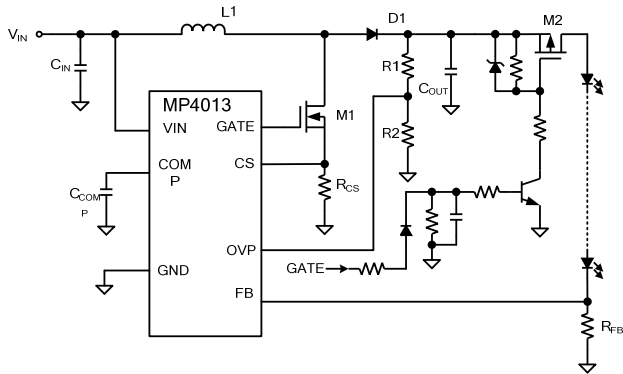 L1
D1
M2
VIN
CIN
R1
COUT
MP4013
VIN
GATE
M1
R2
COM
P
CS
RCS
CCOM
P
OVP
GND
GATE
FB
RFB